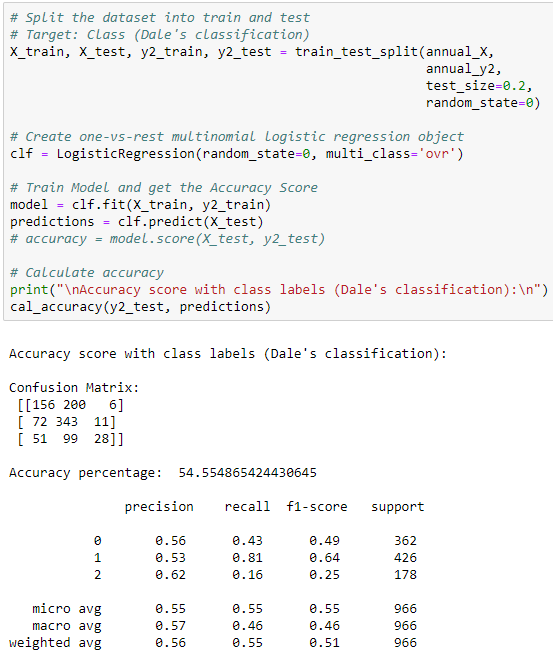 # Split the dataset into train and test
# Target: Class (Dale's classification)
X_train, X_test, y2_train, y2_test = train_test_split(annual_X,
annual_y2,
test_size=0.2,
random_state=0)
# Create one-vs-rest multinomial logistic regression object
clf = LogisticRegression(random_state=0, multi_class='ovr')
# Train Model and get the Accuracy Score
model = clf.fit(X_train, y2_train)
predictions = clf.predict(X_test)
# accuracy = model.score(X_test, y2_test)
# Calculate accuracy
print("\nAccuracy score with class labels (Dale's classification):\n")
cal_accuracy(y2_test, predictions)
Accuracy score with class labels (Dale's classification):
Confusion Matrix:
[[156 200   6]
[ 72 343  11]
[ 51  99  28]]
Accuracy percentage:  54.554865424430645
precision    recall  f1-score   support
0       0.56      0.43      0.49       362
1       0.53      0.81      0.64       426
2       0.62      0.16      0.25       178
micro avg       0.55      0.55      0.55       966
macro avg       0.57      0.46      0.46       966
weighted avg       0.56      0.55      0.51       966